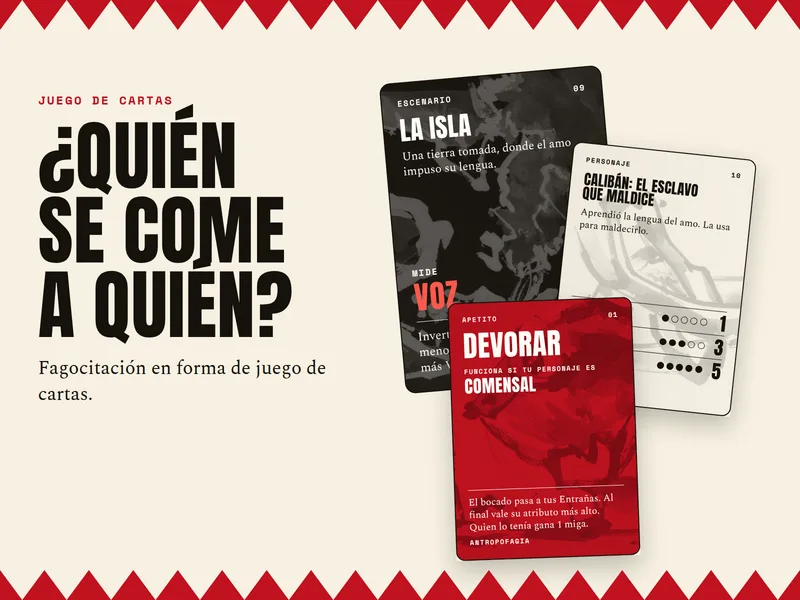 JUEGO DE CARTAS
¿QUIÉN
SE COME
A QUIÉN?
Fagocitación en forma de juego de
cartas.
ESCENARIO
09
LA ISLA
Una tierra tomada, donde el amo
impuso su lengua.
MIDE
VOZ
Invert
meno
más V
PERSONAJE
10
CALIBÁN: EL ESCLAVO
QUE MALDICE
Aprendió la lengua del amo. La usa
para maldecirlo.
1
3
5
APETITO
01
DEVORAR
FUNCIONA SI TU PERSONAJE ES
COMENSAL
El bocado pasa a tus Entrañas. Al
final vale su atributo más alto.
Quien lo tenía gana 1 miga.
ANTROPOFAGIA